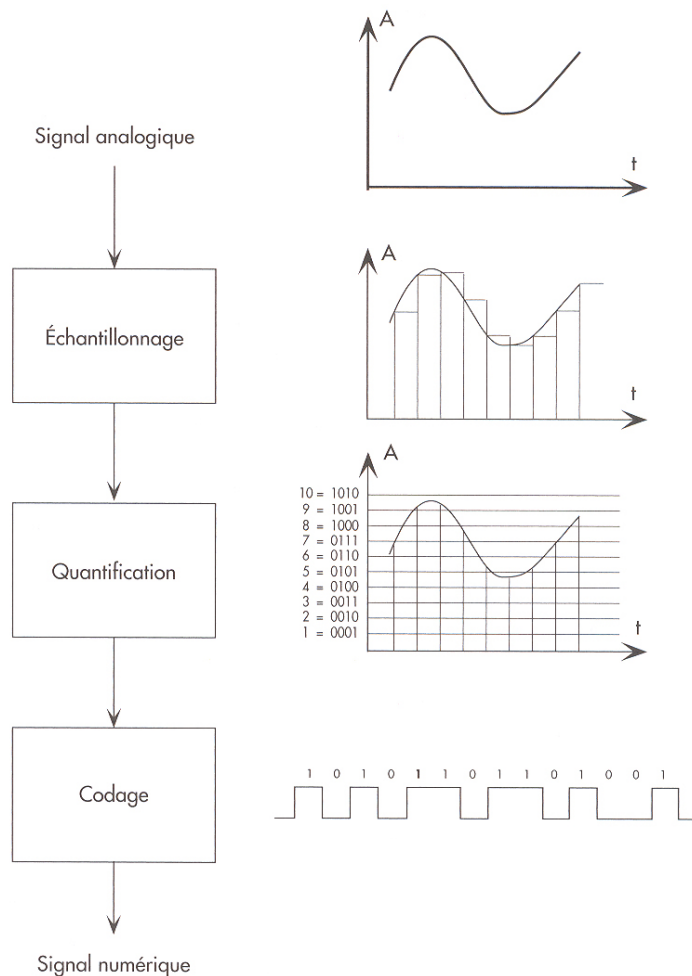 A
Signal analogique
t
A
Échantillonnage
t
A
10 = 1010
9 = 1001
8 = 1000
7 = 0111
6 = 0110
5 = 0101
4 = 0100
3 = 0011
2 = 0010
1 = 0001
t
Quantification
1 0 1 0 1 1 0 1 1 0 1 0 0 1
Codage
Signal numérique